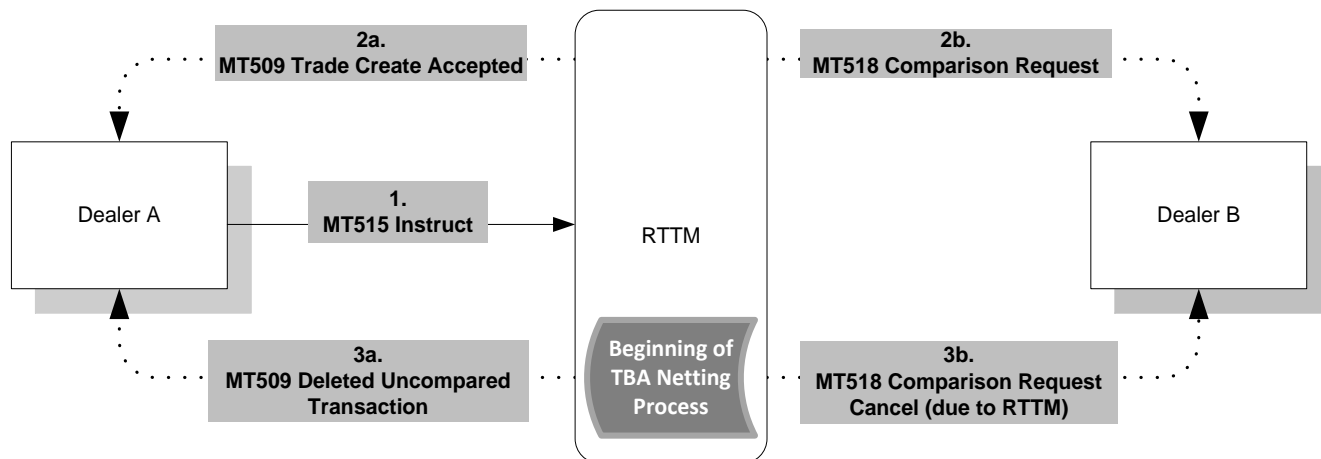 2a.
MT509 Trade Create Accepted
2b.
MT518 Comparison Request
Dealer A
1.
MT515 Instruct
RTTM
Dealer B
3a.
MT509 Deleted Uncompared
Transaction
Beginning of
TBA Netting
Process
3b.
MT518 Comparison Request
Cancel (due to RTTM)